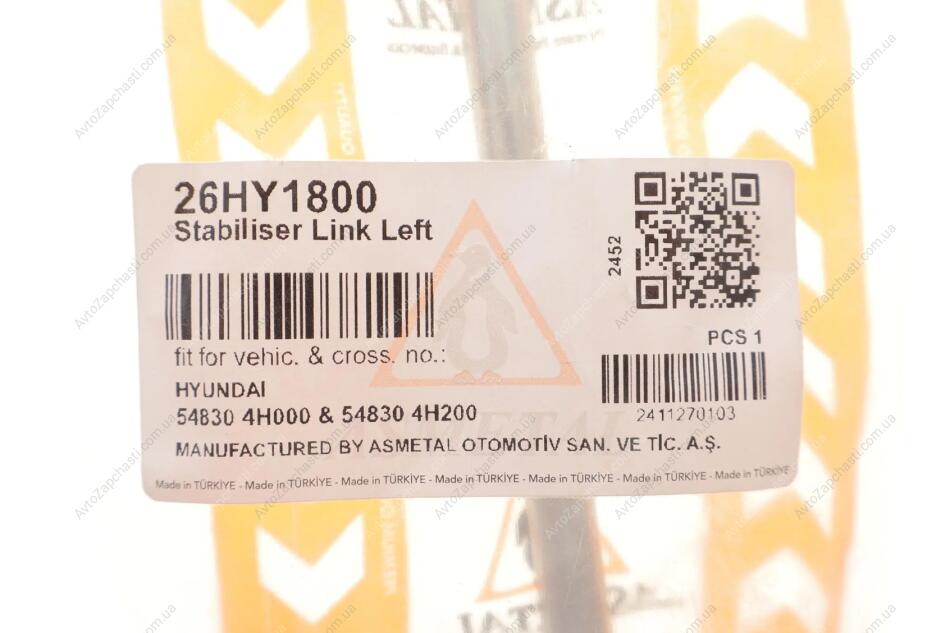 26HY1800
Stabiliser Link Left
2452
PCS 1
fit for vehic. & cross. no.:
HYUNDAI
54830 4H000 & 54830 4H200
2411270103
MANUFACTURED BY ASMETAL OTOMOTİV SAN. VE TİC. A.Ş.
Made in TÜRKİYE - Made in TÜRKİYE - Made in TÜRKİYE - Made in TÜRKİYE - Made in TÜRKİYE - Made in TÜRKİYE - Made in TÜRKİYE
ASMETAL
AvtoZapchasti.com.ua